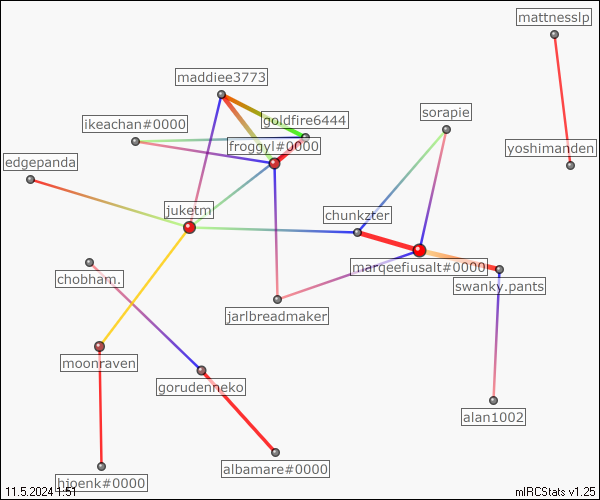 mattnesslp
maddiee3773
sorapie
goldfire6444
ikeachan#0000
froggyl#0000
yoshimanden
edgepanda
juketm
chunkzter
marqeefiusalt#0000
chobham.
swanky.pants
jarlbreadmaker
moonraven
gorudenneko
alan1002
albamare#0000
hjoenk#0000
11.5.2024 1:51
mIRCStats v1.25